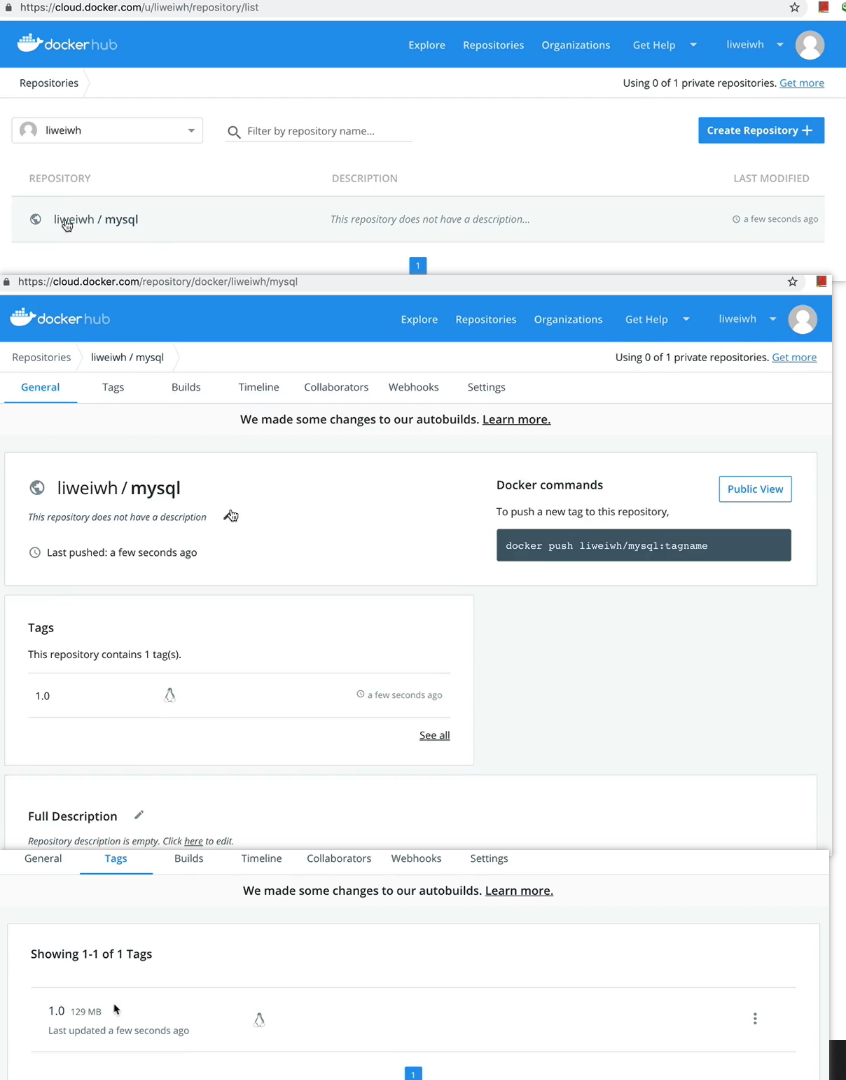 https://cloud.docker.com/u/liweiwh/repository/list
docker hub Explore Repositories Organizations Get Help liweiwh
Repositories Using 0 of 1 private repositories. Get more
liweiwh Filter by repository name... Create Repository +
REPOSITORY DESCRIPTION LAST MODIFIED
liweiwh / mysql This repository does not have a description... a few seconds ago
1
https://cloud.docker.com/repository/docker/liweiwh/mysql
docker hub Explore Repositories Organizations Get Help liweiwh
Repositories liweiwh / mysql Using 0 of 1 private repositories. Get more
General Tags Builds Timeline Collaborators Webhooks Settings
We made some changes to our autobuilds. Learn more.
liweiwh / mysql
This repository does not have a description
Last pushed: a few seconds ago
Docker commands Public View
To push a new tag to this repository,
docker push liweiwh/mysql:tagname
Tags
This repository contains 1 tag(s).
1.0 a few seconds ago
See all
Full Description
Repository description is empty. Click here to edit.
General Tags Builds Timeline Collaborators Webhooks Settings
We made some changes to our autobuilds. Learn more.
Showing 1-1 of 1 Tags
1.0 129 MB
Last updated a few seconds ago
1